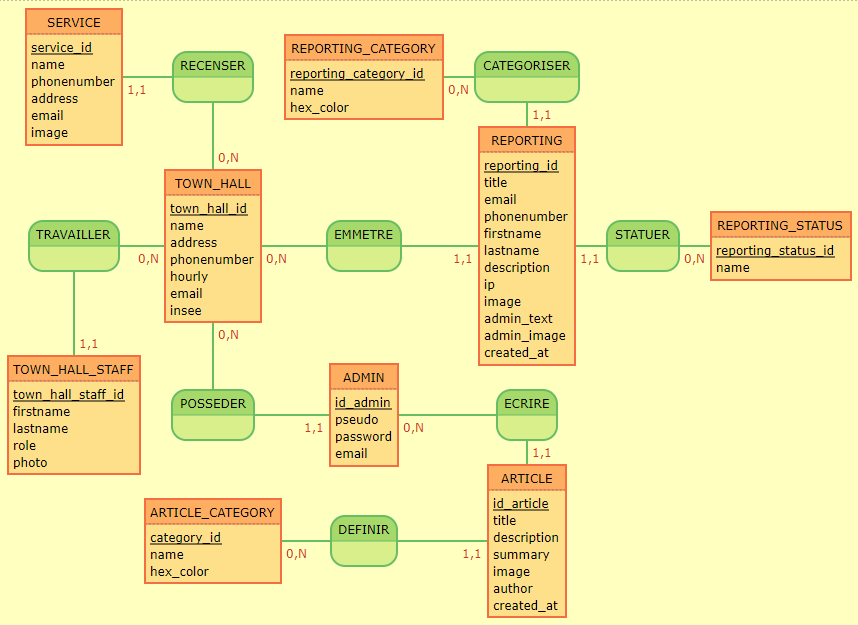 SERVICE
service_id
name
phonenumber
address
email
image
1,1
RECENSER
0,N
REPORTING_CATEGORY
reporting_category_id
name
hex_color
0,N
CATEGORISER
1,1
TOWN_HALL
town_hall_id
name
address
phonenumber
hourly
email
insee
TRAVAILLER
0,N
1,1
0,N
EMMETRE
1,1
REPORTING
reporting_id
title
email
phonenumber
firstname
lastname
description
ip
image
admin_text
admin_image
created_at
1,1
STATUER
0,N
REPORTING_STATUS
reporting_status_id
name
TOWN_HALL_STAFF
town_hall_staff_id
firstname
lastname
role
photo
0,N
POSSEDER
1,1
ADMIN
id_admin
pseudo
password
email
0,N
ECRIRE
1,1
ARTICLE_CATEGORY
category_id
name
hex_color
0,N
DEFINIR
1,1
ARTICLE
id_article
title
description
summary
image
author
created_at